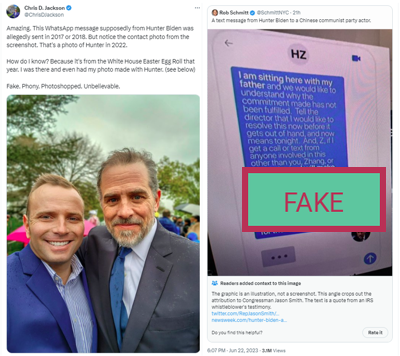 Chris D. Jackson
@ChrisDJackson
Amazing. This WhatsApp message supposedly from Hunter Biden was
allegedly sent in 2017 or 2018. But notice the contact photo from the
screenshot. That's a photo of Hunter in 2022.
How do I know? Because it's from the White House Easter Egg Roll that
year. I was there and even had my photo made with Hunter. (see below)
Fake. Phony. Photoshopped. Unbelievable.
Rob Schmitt @SchmittNYC · 21h
A text message from Hunter Biden to a Chinese communist party actor.
HZ
I am sitting here with my
father and we would like to
understand why the
commitment made has not
been fulfilled. Tell the
director that I would like to
resolve this now before it
gets out of hand, and now
means tonight. And, Z, if I
get a call or text from
anyone involved in this
other than you, Zhang, or
FAKE
Readers added context to this image
The graphic is an illustration, not a screenshot. This angle crops out the
attribution to Congressman Jason Smith. The text is a quote from an IRS
whistleblower's testimony.
twitter.com/RepJasonSmith/…
newsweek.com/hunter-biden-a…
Do you find this helpful?
Rate it
6:07 PM · Jun 22, 2023 · 3.1M Views